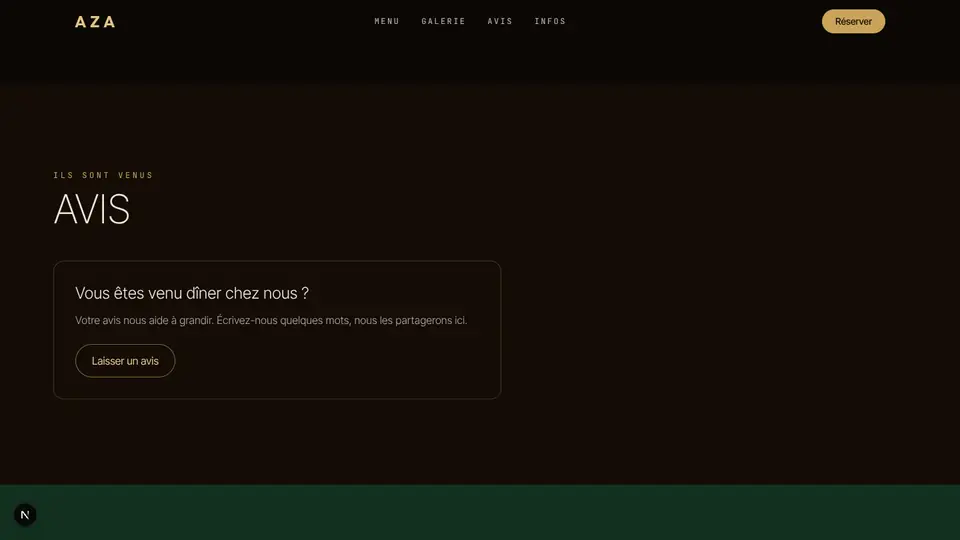 AZA
MENU
GALERIE
AVIS
INFOS
Réserver
ILS SONT VENUS
AVIS
Vous êtes venu dîner chez nous ?
Votre avis nous aide à grandir. Écrivez-nous quelques mots, nous les partagerons ici.
Laisser un avis
N